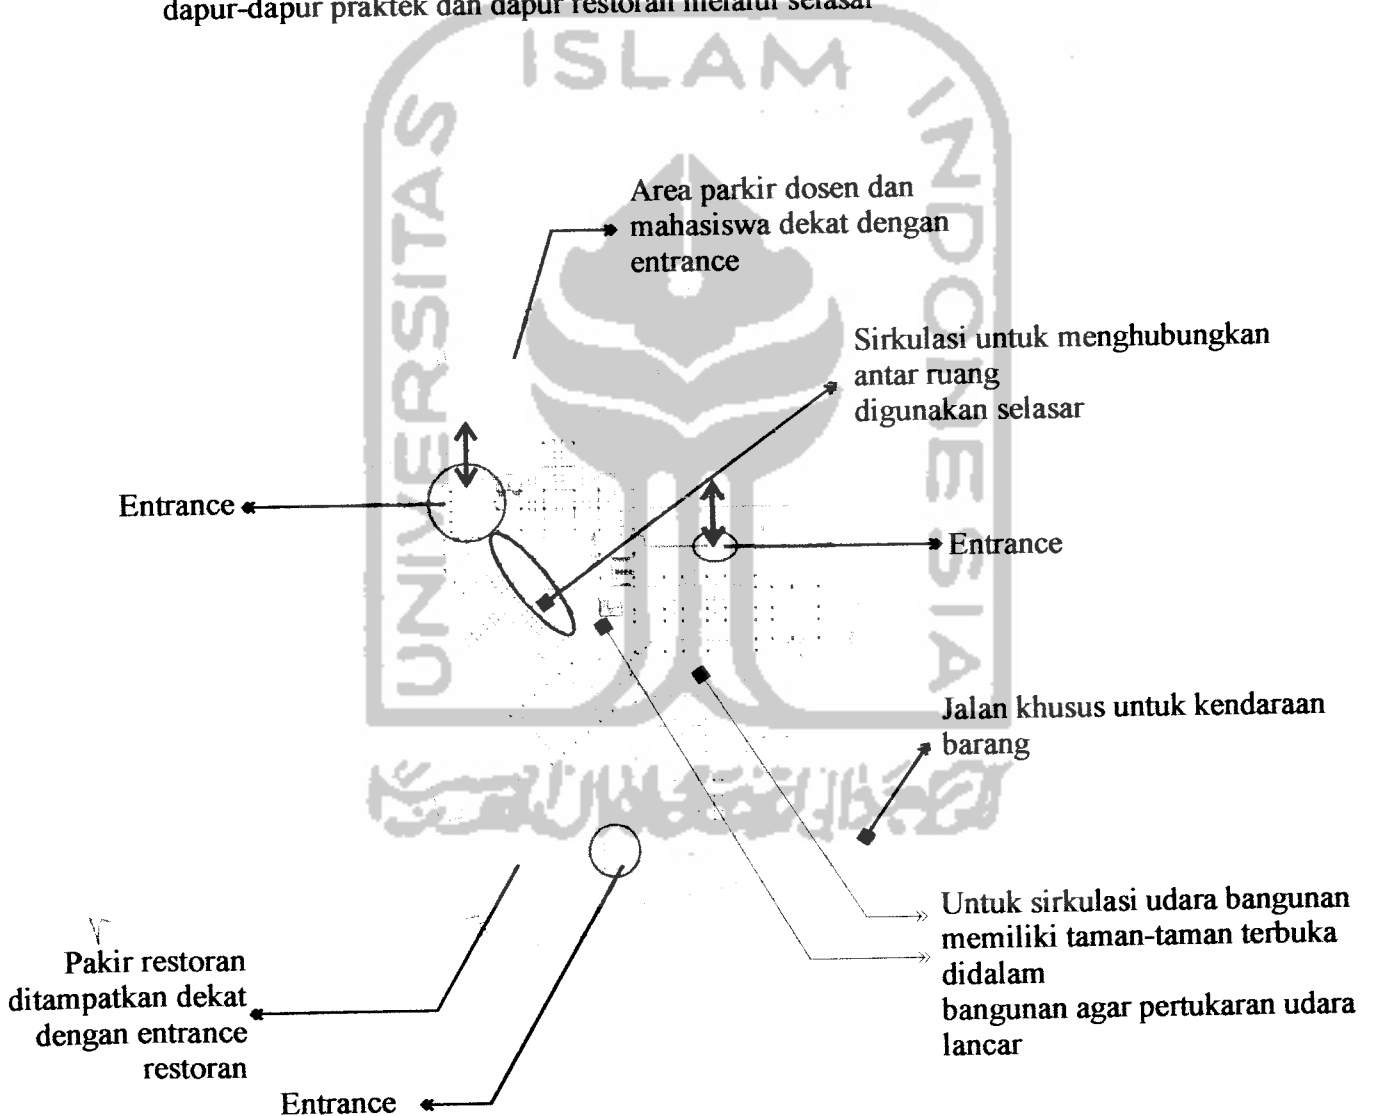 dapur-dapur praktek dan dapur restoran melalui selasar
ISLAM
UNIVERSITAS
INDONESIA
Area parkir dosen dan
mahasiswa dekat dengan
entrance
Sirkulasi untuk menghubungkan
antar ruang
digunakan selasar
Entrance
Entrance
Jalan khusus untuk kendaraan
barang
Untuk sirkulasi udara bangunan
memiliki taman-taman terbuka
didalam
bangunan agar pertukaran udara
lancar
Pakir restoran
ditampatkan dekat
dengan entrance
restoran
Entrance